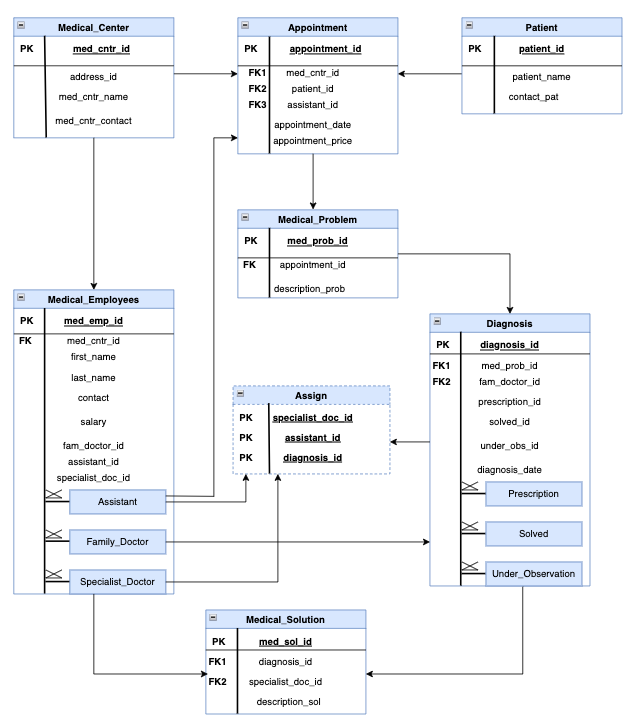 Medical_Center
PK med_cntr_id
address_id
med_cntr_name
med_cntr_contact
Appointment
PK appointment_id
FK1 med_cntr_id
FK2 patient_id
FK3 assistant_id
appointment_date
appointment_price
Patient
PK patient_id
patient_name
contact_pat
Medical_Problem
PK med_prob_id
FK appointment_id
description_prob
Medical_Employees
PK med_emp_id
FK med_cntr_id
first_name
last_name
contact
salary
fam_doctor_id
assistant_id
specialist_doc_id
Assistant
Family_Doctor
Specialist_Doctor
Assign
PK specialist_doc_id
PK assistant_id
PK diagnosis_id
Diagnosis
PK diagnosis_id
FK1 med_prob_id
FK2 fam_doctor_id
prescription_id
solved_id
under_obs_id
diagnosis_date
Prescription
Solved
Under_Observation
Medical_Solution
PK med_sol_id
FK1 diagnosis_id
FK2 specialist_doc_id
description_sol